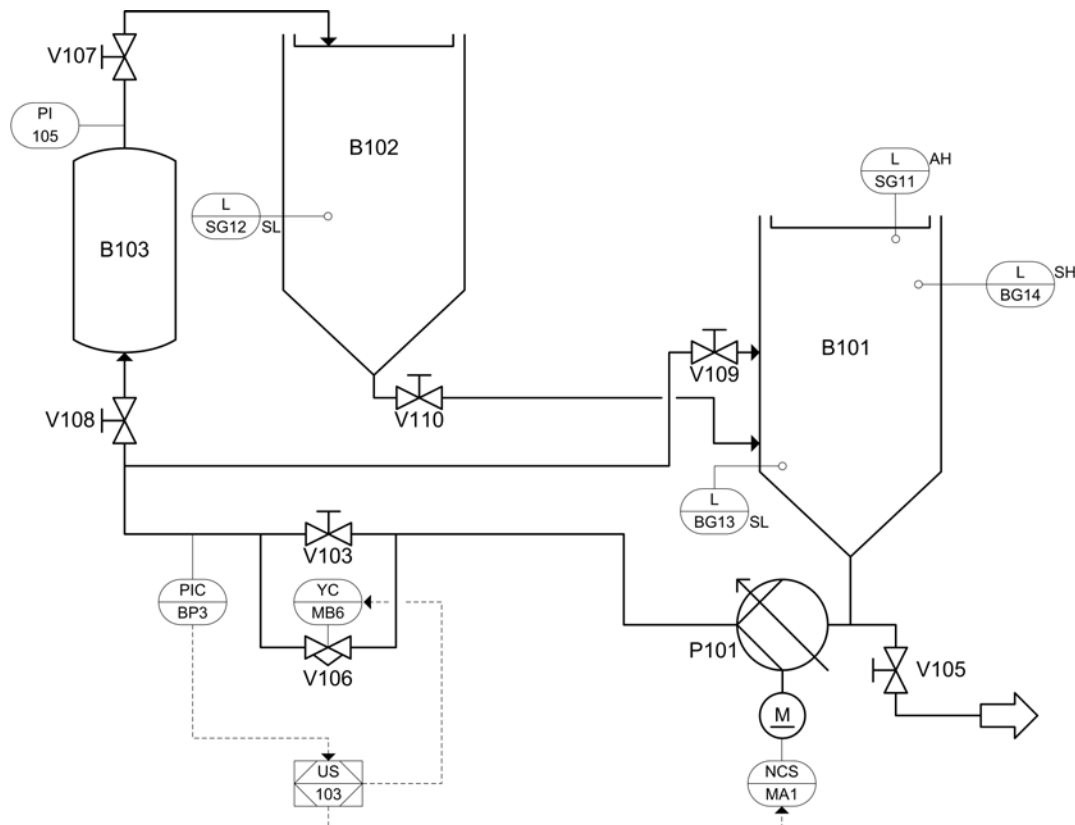 V107
PI
105
B102
L
SG11
AH
L
SG12
SL
B103
L
BG14
SH
B101
V109
V108
V110
L
BG13
SL
V103
PIC
BP3
YC
MB6
P101
V106
V105
M
US
103
NCS
MA1